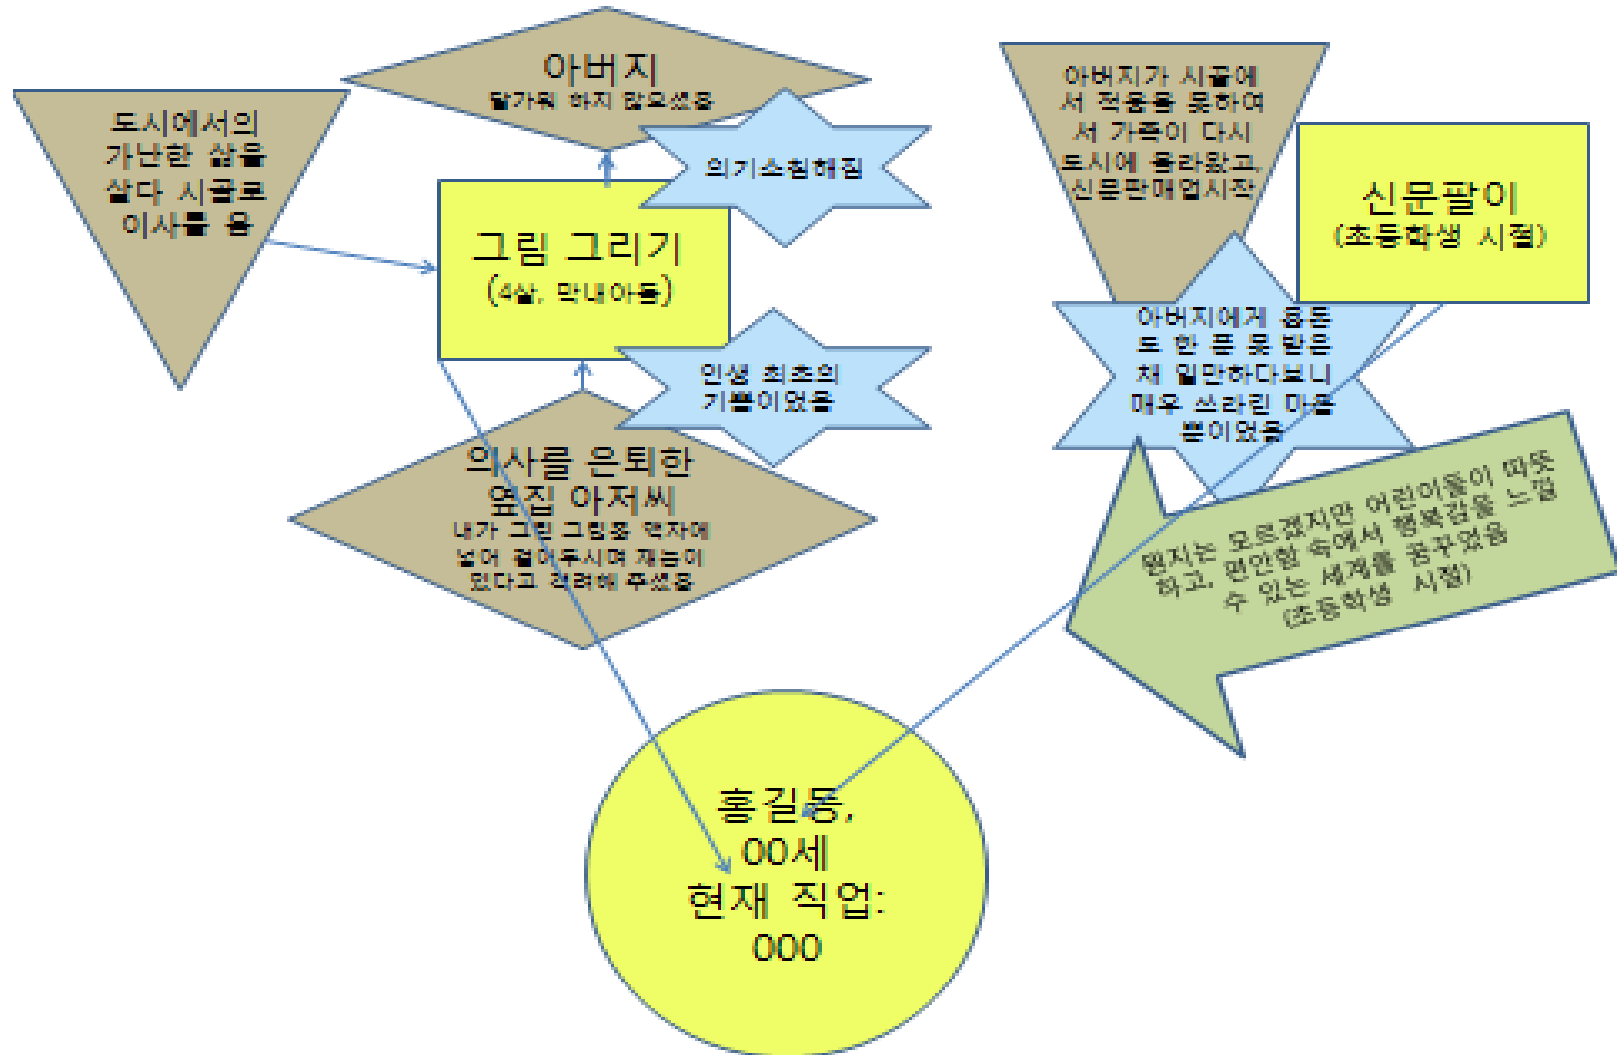 아버지
달가워 하지 않으셨음
도시에서의
가난한 삶을
살다 시골로
이사를 옴
의기소침해짐
그림 그리기
(4살, 막내아들)
인생 최초의
기쁨이었음
의사를 은퇴한
옆집 아저씨
내가 그린 그림을 액자에
넣어 걸어두시며 재능이
있다고 격려해 주셨음
아버지가 시골에
서 적응을 못하여
서 가족이 다시
도시에 올라왔고,
신문판매업시작
신문팔이
(초등학생 시절)
아버지에게 용돈
도 한 푼 못 받은
채 일만하다보니
매우 쓰라린 마음
뿐이었음
왠지는 모르겠지만 어린이들이 따뜻
하고, 편안함 속에서 행복감을 느낄
수 있는 세계를 꿈꾸었음
(초등학생 시절)
홍길동,
00세
현재 직업:
000